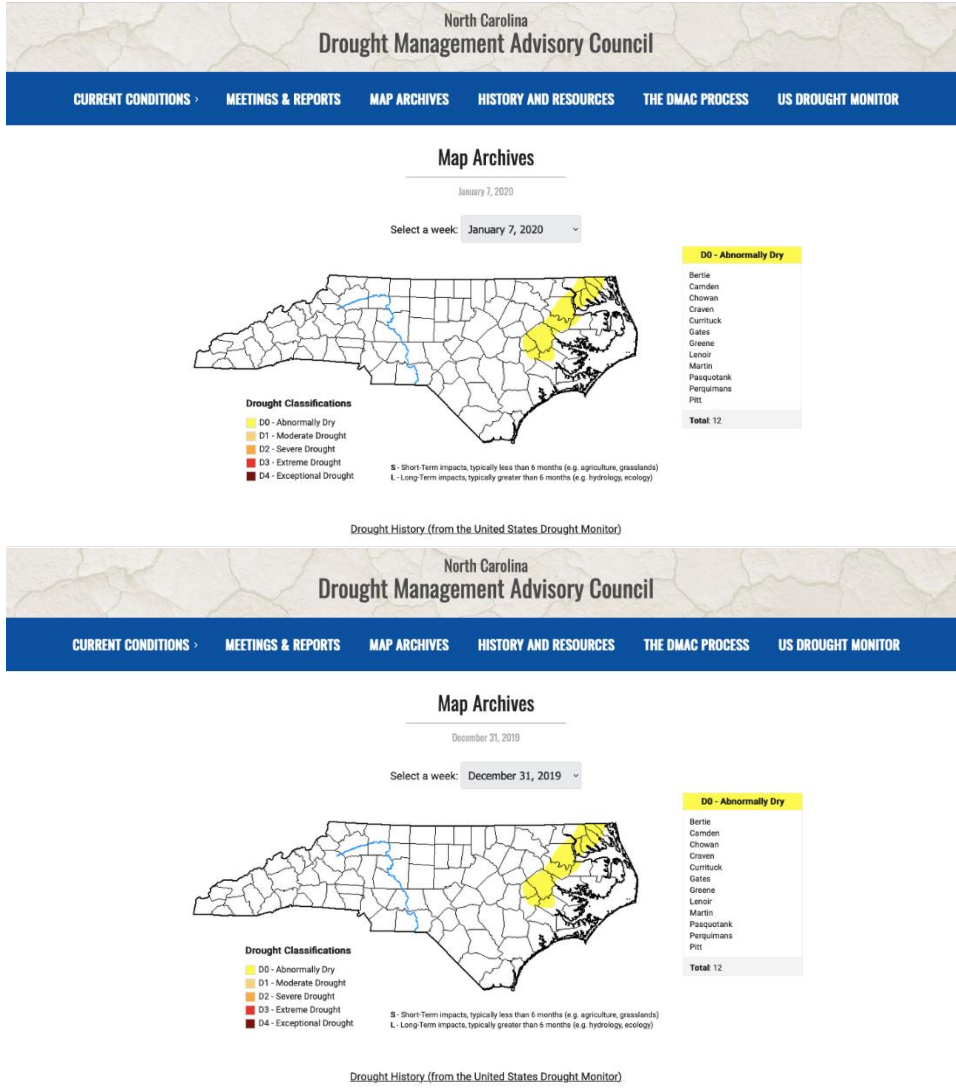 North Carolina
Drought Management Advisory Council
CURRENT CONDITIONS › MEETINGS & REPORTS MAP ARCHIVES HISTORY AND RESOURCES THE DMAC PROCESS US DROUGHT MONITOR
Map Archives
January 7, 2020
Select a week: January 7, 2020
D0 - Abnormally Dry
Bertie
Camden
Chowan
Craven
Currituck
Gates
Greene
Lenoir
Martin
Pasquotank
Perquimans
Pitt
Total: 12
Drought Classifications
D0 - Abnormally Dry
D1 - Moderate Drought
D2 - Severe Drought
D3 - Extreme Drought
D4 - Exceptional Drought
S - Short-Term impacts, typically less than 6 months (e.g. agriculture, grasslands)
L - Long-Term impacts, typically greater than 6 months (e.g. hydrology, ecology)
Drought History (from the United States Drought Monitor)
North Carolina
Drought Management Advisory Council
CURRENT CONDITIONS › MEETINGS & REPORTS MAP ARCHIVES HISTORY AND RESOURCES THE DMAC PROCESS US DROUGHT MONITOR
Map Archives
December 31, 2019
Select a week: December 31, 2019
D0 - Abnormally Dry
Bertie
Camden
Chowan
Craven
Currituck
Gates
Greene
Lenoir
Martin
Pasquotank
Perquimans
Pitt
Total: 12
Drought Classifications
D0 - Abnormally Dry
D1 - Moderate Drought
D2 - Severe Drought
D3 - Extreme Drought
D4 - Exceptional Drought
S - Short-Term impacts, typically less than 6 months (e.g. agriculture, grasslands)
L - Long-Term impacts, typically greater than 6 months (e.g. hydrology, ecology)
Drought History (from the United States Drought Monitor)